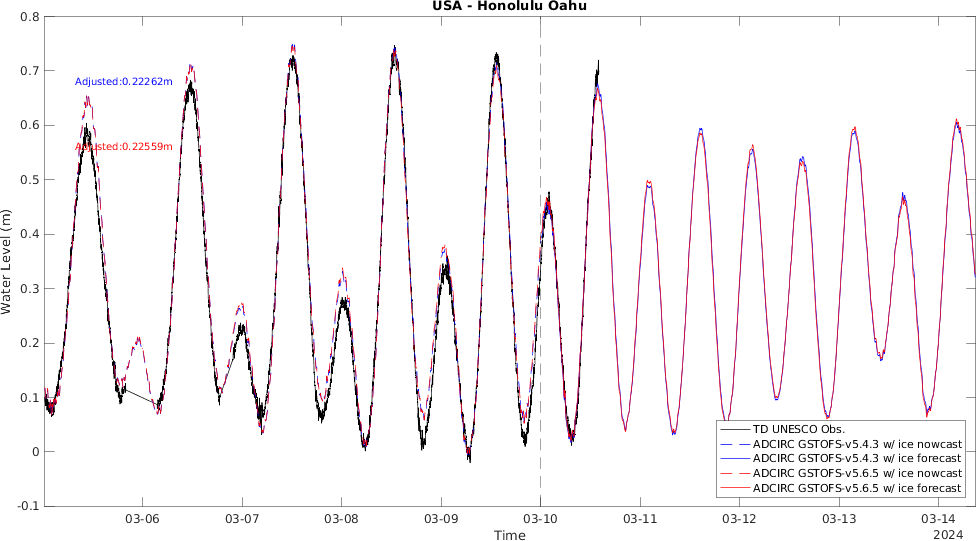 USA - Honolulu Oahu
0.8
0.7
0.6
0.5
0.4
0.3
0.2
0.1
0
-0.1
Water Level (m)
Adjusted:0.22262m
Adjusted:0.22559m
TD UNESCO Obs.
ADCIRC GSTOFS-v5.4.3 w/ ice nowcast
ADCIRC GSTOFS-v5.4.3 w/ ice forecast
ADCIRC GSTOFS-v5.6.5 w/ ice nowcast
ADCIRC GSTOFS-v5.6.5 w/ ice forecast
03-06 03-07 03-08 03-09 03-10 03-11 03-12 03-13 03-14
2024
Time